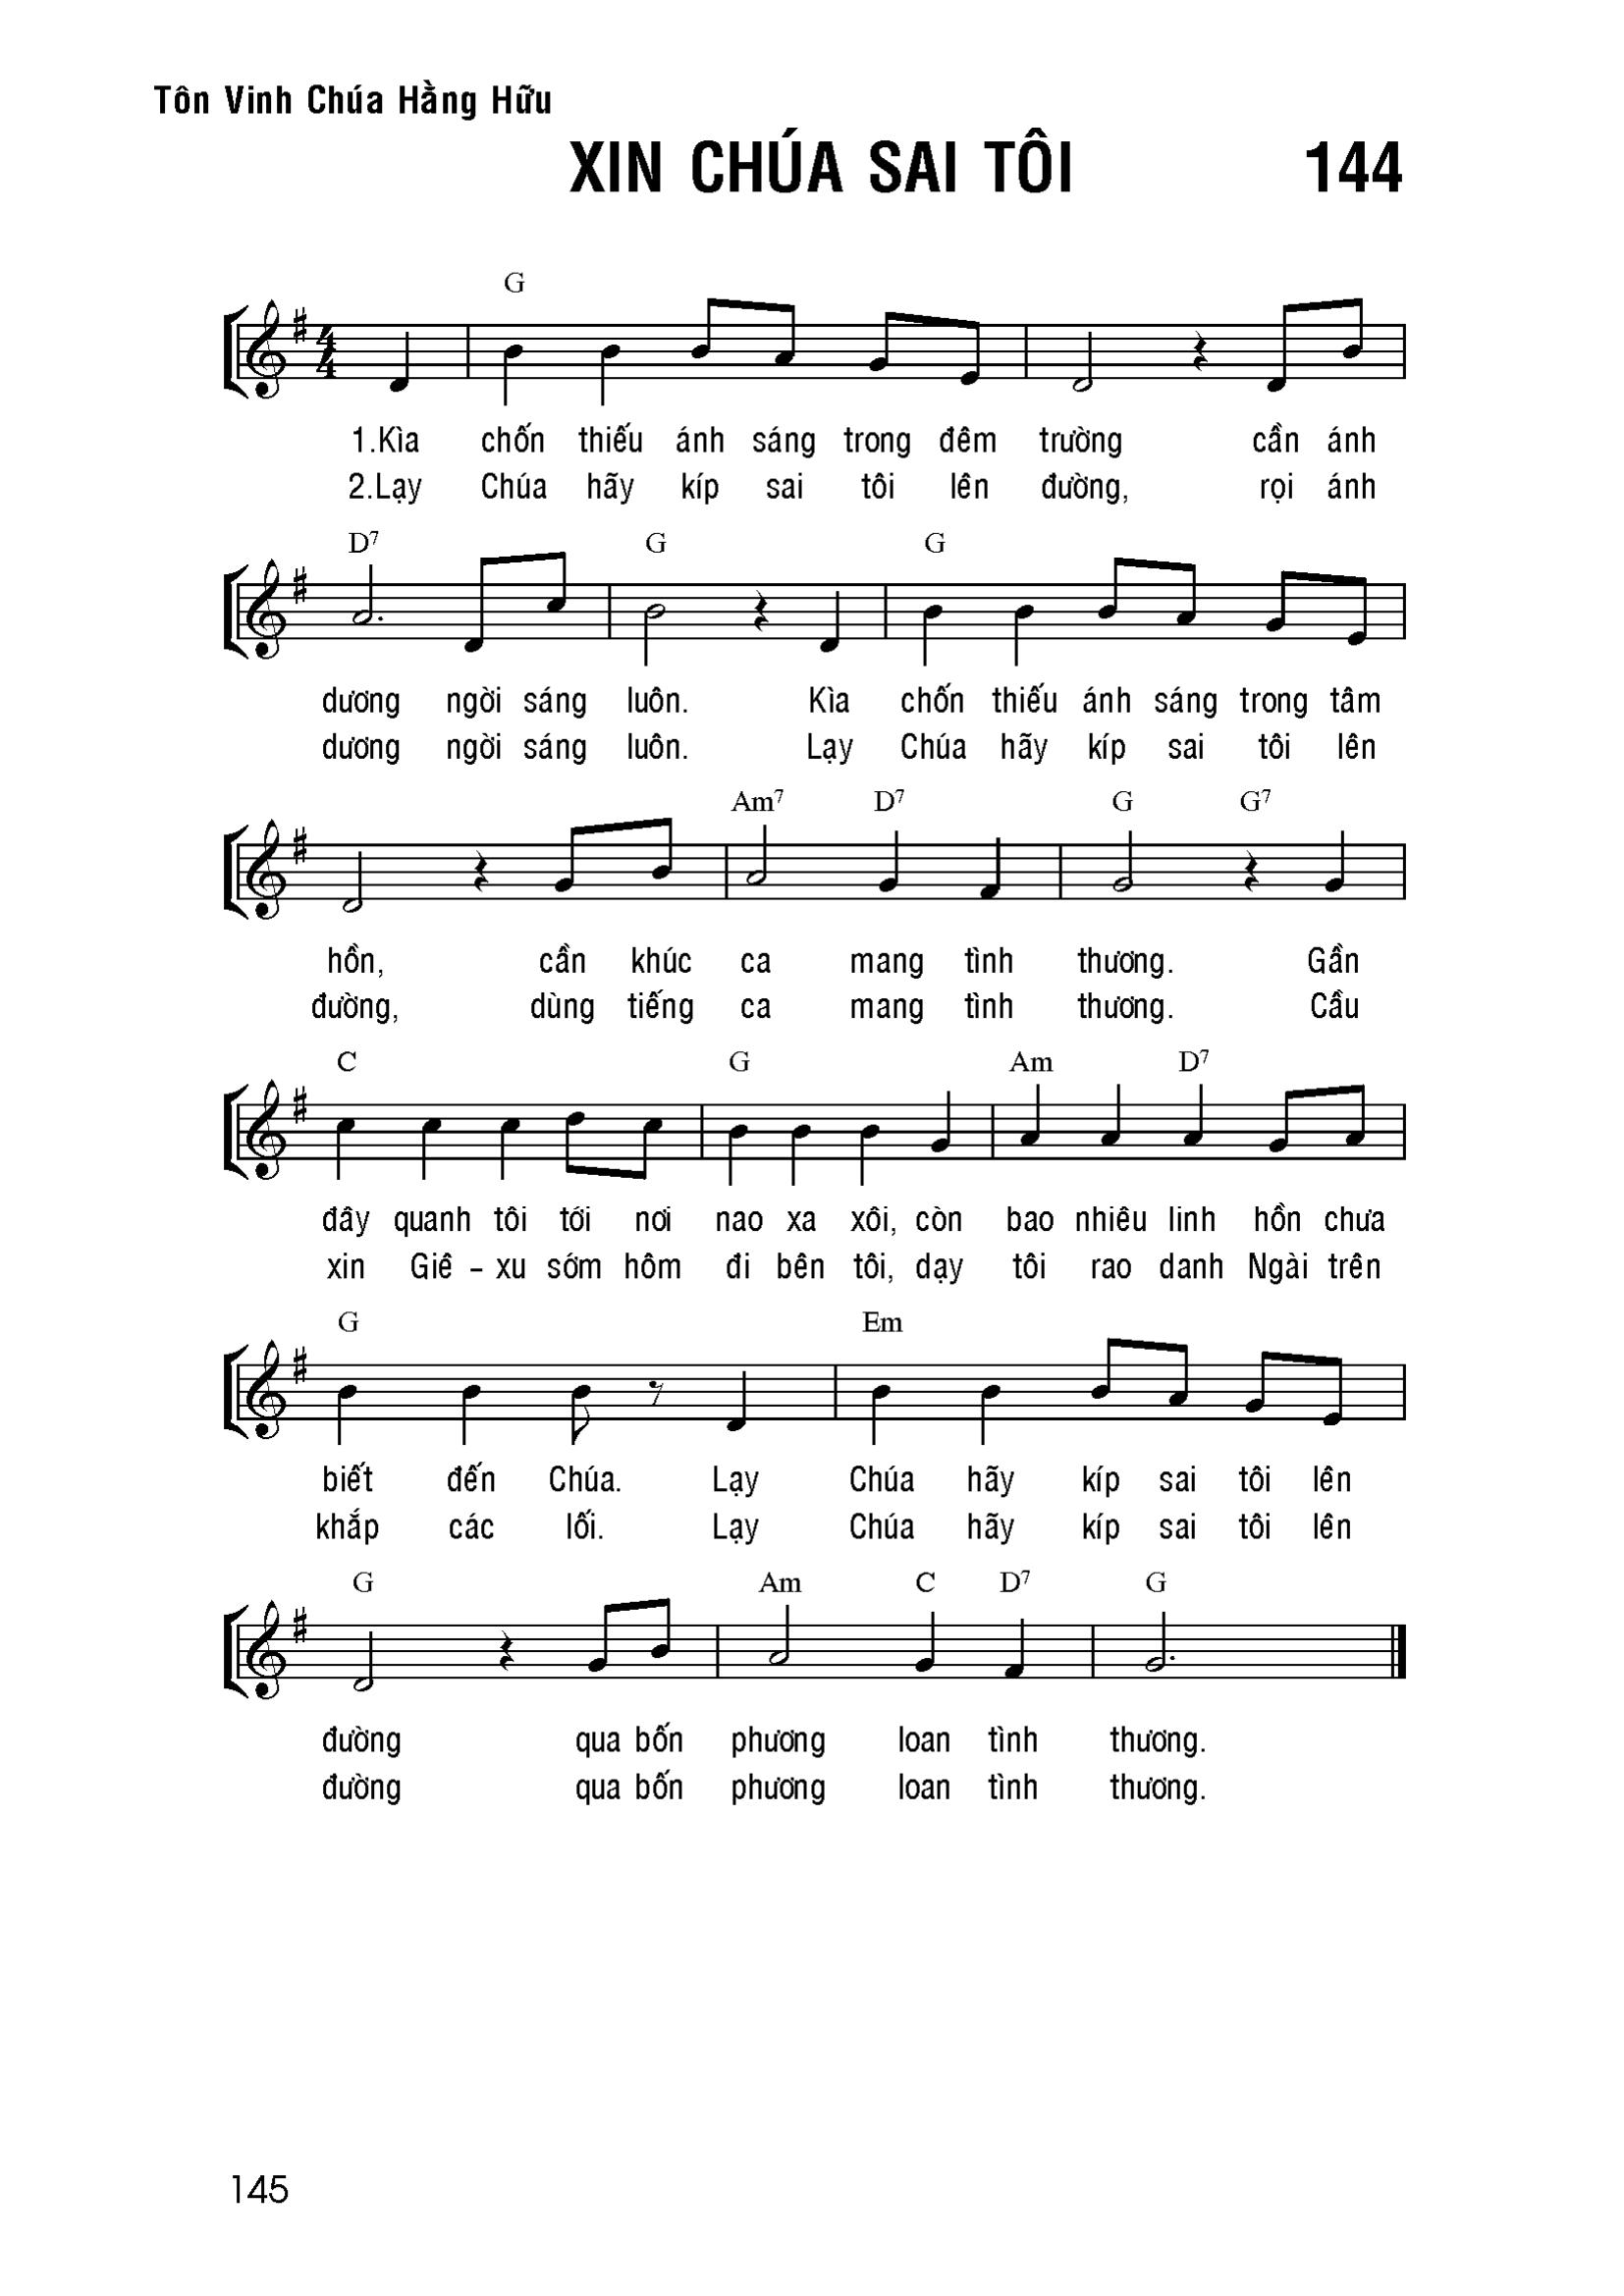 Tôn Vinh Chúa Hằng Hữu
XIN CHÚA SAI TÔI 144
G
1.Kìa chốn thiếu ánh sáng trong đêm trường cần ánh
2.Lạy Chúa hãy kíp sai tôi lên đường, rọi ánh
D7 G G
dương ngời sáng luôn. Kìa chốn thiếu ánh sáng trong tâm
dương ngời sáng luôn. Lạy Chúa hãy kíp sai tôi lên
Am7 D7 G G7
hồn, cần khúc ca mang tình thương. Gần
đường, dùng tiếng ca mang tình thương. Cầu
C G Am D7
đây quanh tôi tới nơi nao xa xôi, còn bao nhiêu linh hồn chưa
xin Giê - xu sớm hôm đi bên tôi, dạy tôi rao danh Ngài trên
G Em
biết đến Chúa. Lạy Chúa hãy kíp sai tôi lên
khắp các lối. Lạy Chúa hãy kíp sai tôi lên
G Am C D7 G
đường qua bốn phương loan tình thương.
đường qua bốn phương loan tình thương.
145